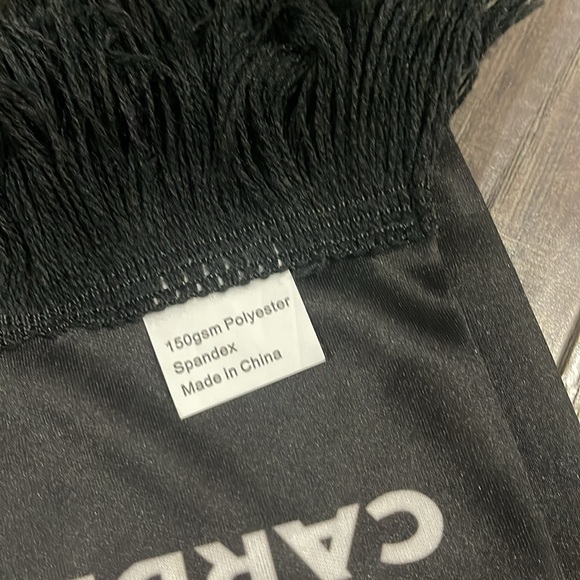 150gsm Polyester
Spandex
Made In China
CARD